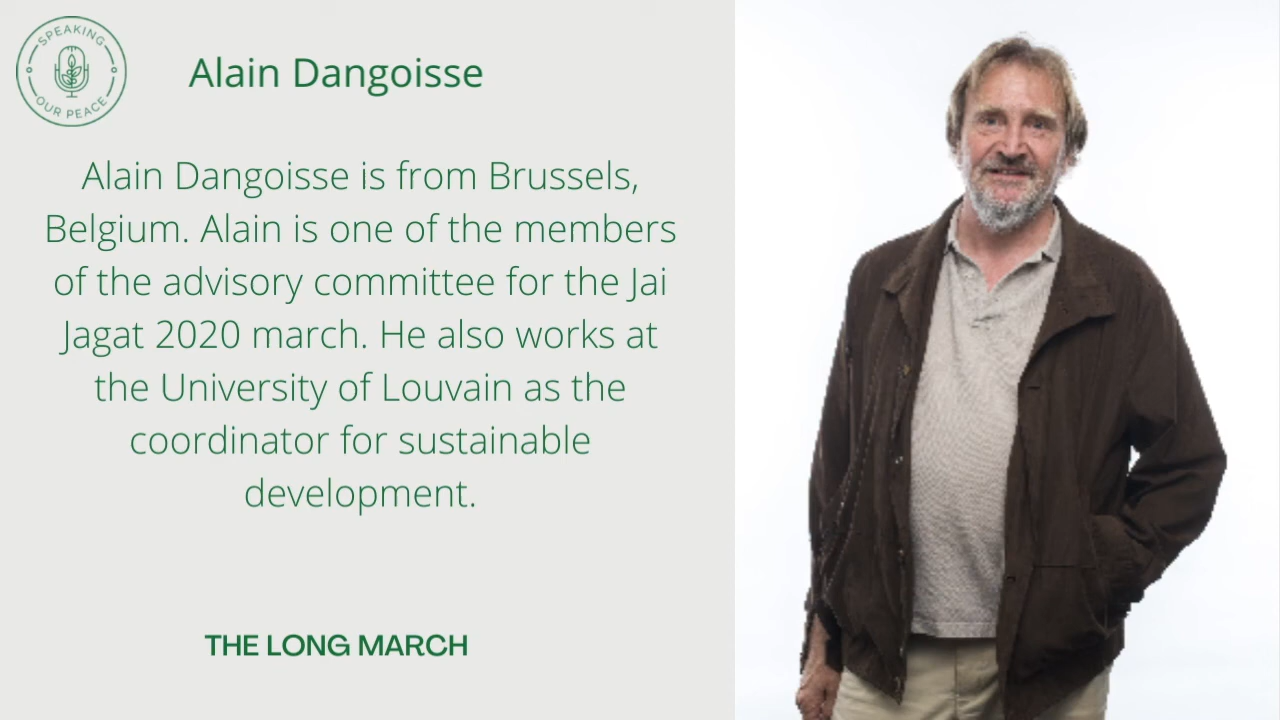 SPEAKING
OUR PEACE
Alain Dangoisse
Alain Dangoisse is from Brussels,
Belgium. Alain is one of the members
of the advisory committee for the Jai
Jagat 2020 march. He also works at
the University of Louvain as the
coordinator for sustainable
development.
THE LONG MARCH